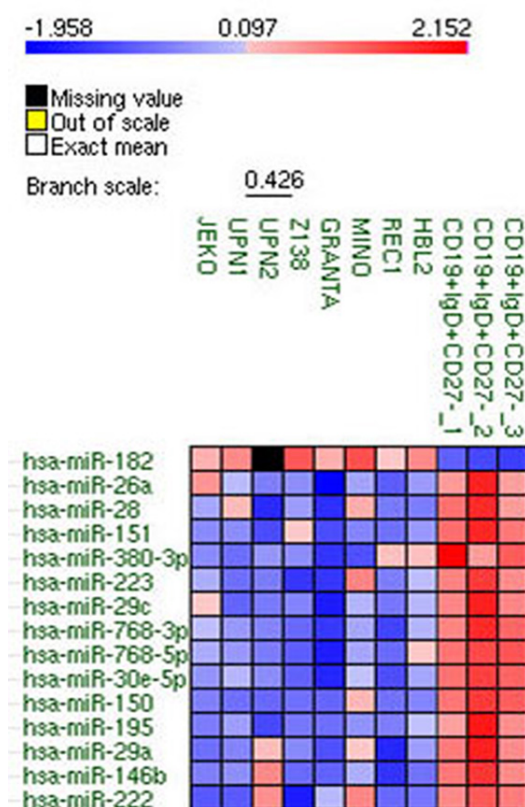 -1.958 0.097 2.152
Missing value
Out of scale
Exact mean
Branch scale: 0.426
JEKO UPN1 UPN2 Z138 GRANTA MINO REC1 HBL2 CD19+IgD+CD27-_1 CD19+IgD+CD27-_2 CD19+IgD+CD27-_3
hsa-miR-182
hsa-miR-26a
hsa-miR-28
hsa-miR-151
hsa-miR-380-3p
hsa-miR-223
hsa-miR-29c
hsa-miR-768-3p
hsa-miR-768-5p
hsa-miR-30e-5p
hsa-miR-150
hsa-miR-195
hsa-miR-29a
hsa-miR-146b
hsa-miR-222